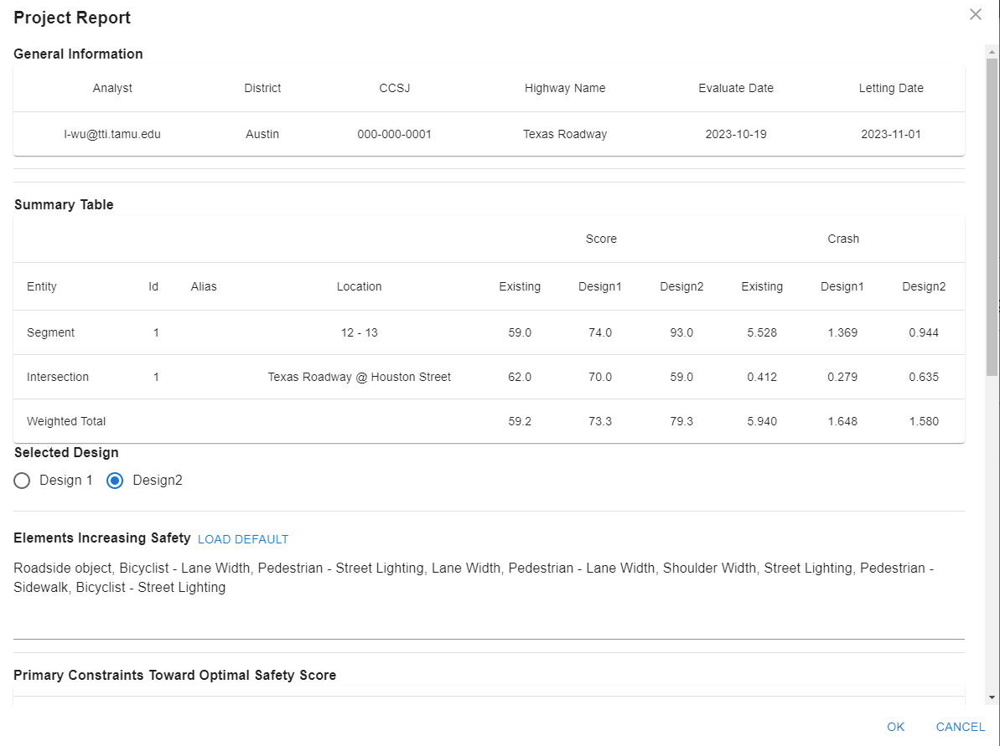 Project Report
General Information
Analyst District CCSJ Highway Name Evaluate Date Letting Date
l-wu@tti.tamu.edu Austin 000-000-0001 Texas Roadway 2023-10-19 2023-11-01
Summary Table
Score Crash
Entity Id Alias Location Existing Design1 Design2 Existing Design1 Design2
Segment 1 12 - 13 59.0 74.0 93.0 5.528 1.369 0.944
Intersection 1 Texas Roadway @ Houston Street 62.0 70.0 59.0 0.412 0.279 0.635
Weighted Total 59.2 73.3 79.3 5.940 1.648 1.580
Selected Design
Design 1 Design2
Elements Increasing Safety LOAD DEFAULT
Roadside object, Bicyclist - Lane Width, Pedestrian - Street Lighting, Lane Width, Pedestrian - Lane Width, Shoulder Width, Street Lighting, Pedestrian -
Sidewalk, Bicyclist - Street Lighting
Primary Constraints Toward Optimal Safety Score
OK CANCEL